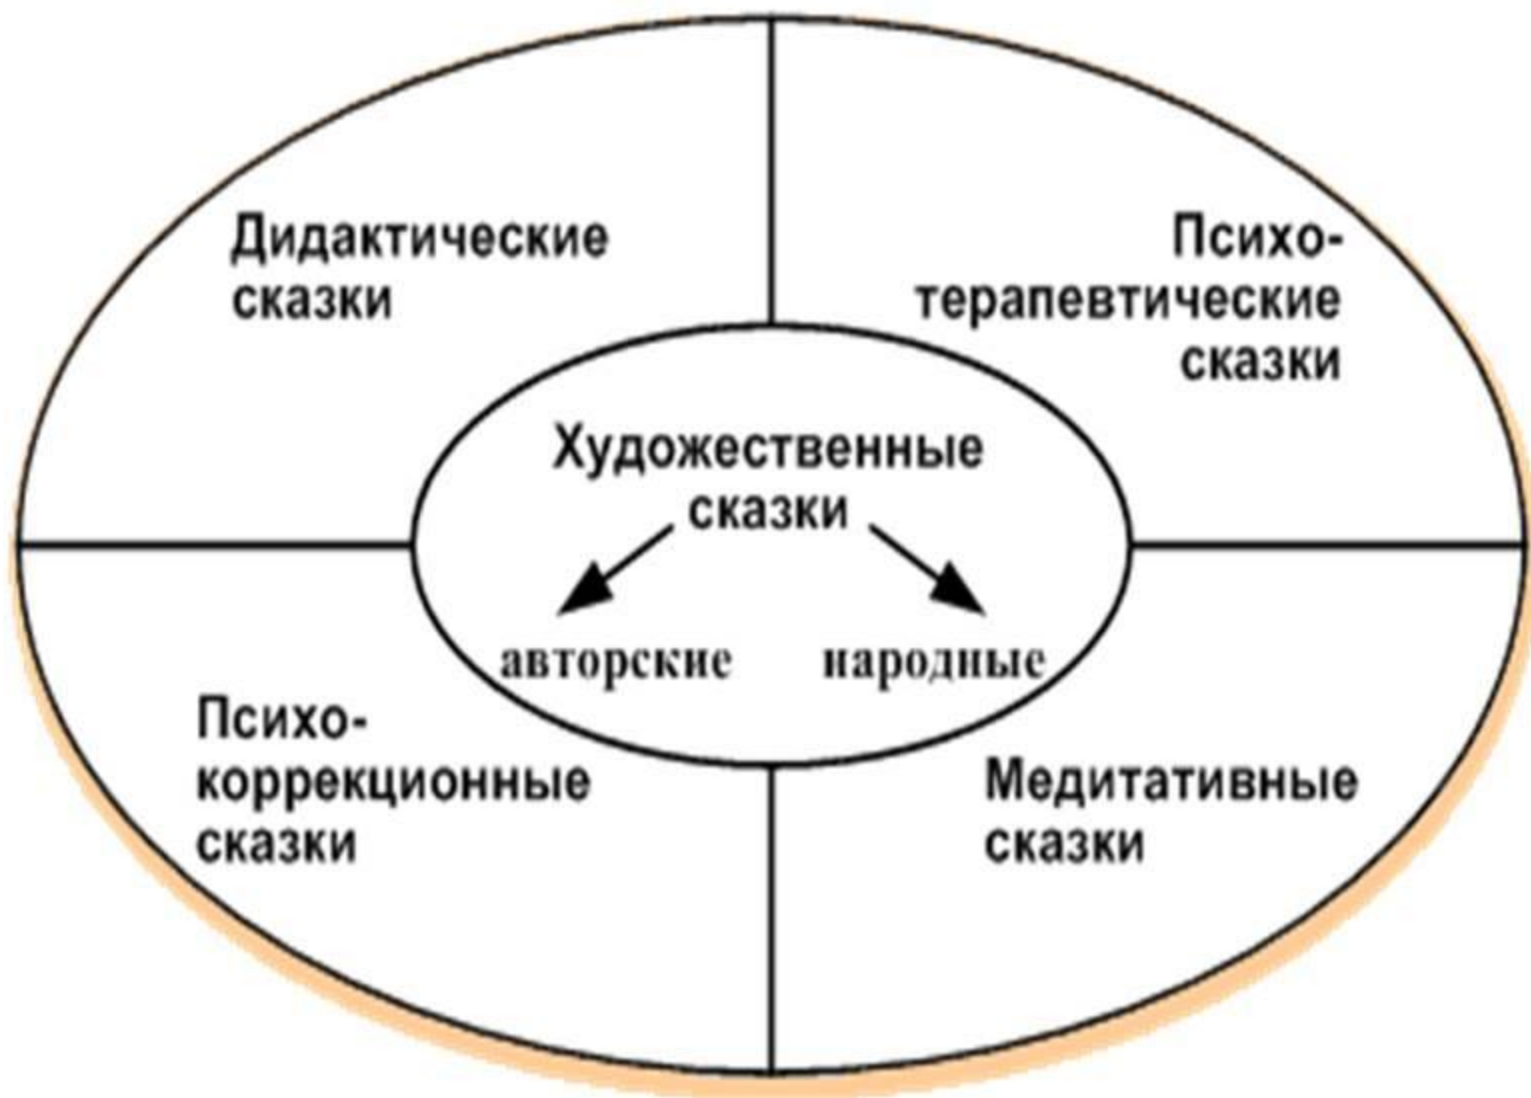 Дидактические
сказки
Психо-
терапевтические
сказки
Художественные
сказки
авторские
народные
Психо-
коррекционные
сказки
Медитативные
сказки